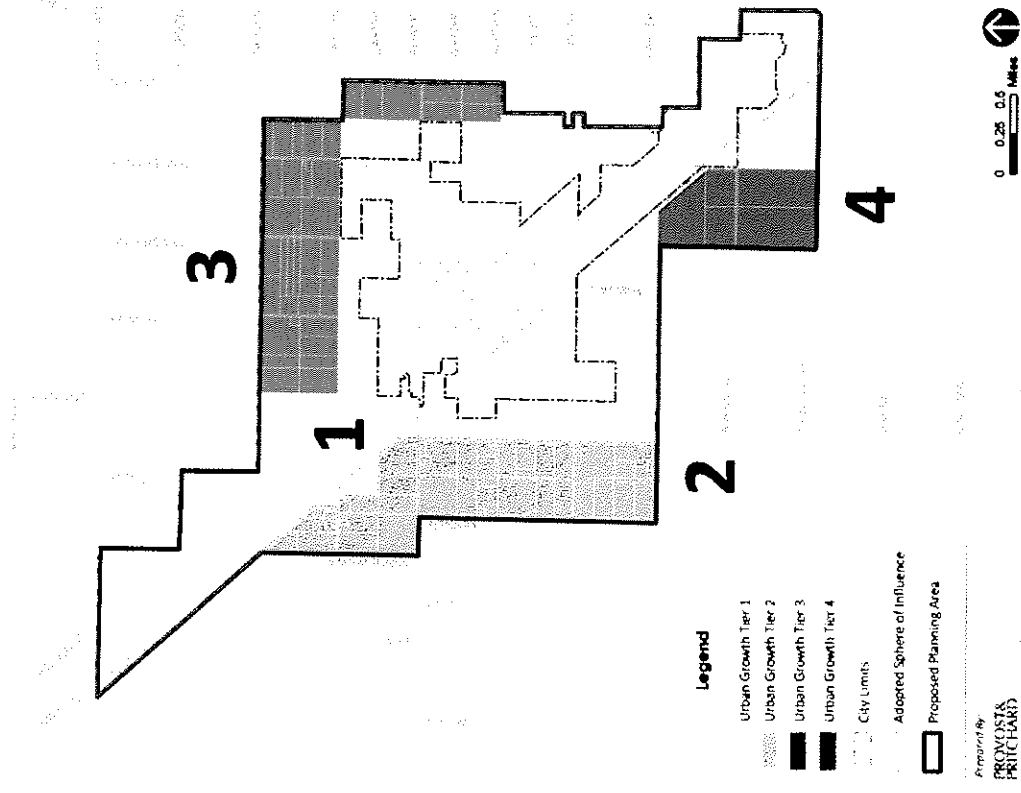 3
1
2
4
Legend
Urban Growth Tier 1
Urban Growth Tier 2
Urban Growth Tier 3
Urban Growth Tier 4
City Limits
Adopted Sphere of Influence
Proposed Planning Area
Prepared By:
PROVOST&
PRITCHARD
0 0.25 0.5
Miles